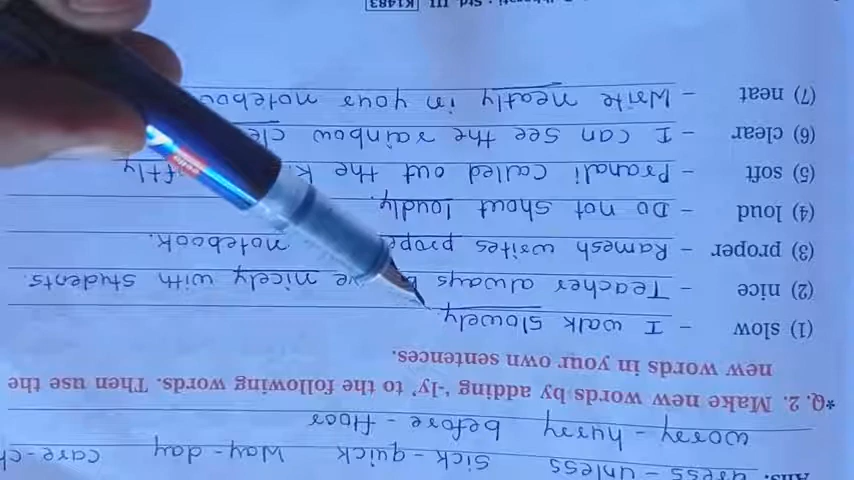 Ans. dress - unless sick - quick way - day
worry - hurry before - floor
*Q. 2. Make new words by adding '-ly' to the following words. Then use the
new words in your own sentences.
(1) slow - I walk slowely.
(2) nice - Teacher always nicely with students.
(3) proper - Ramesh writes notebook.
(4) loud - Do not shout loudly.
(5) soft - Pranali called out the
(6) clear - I can see the rainbow
(7) neat - Write neatly in your
Std. III K1483